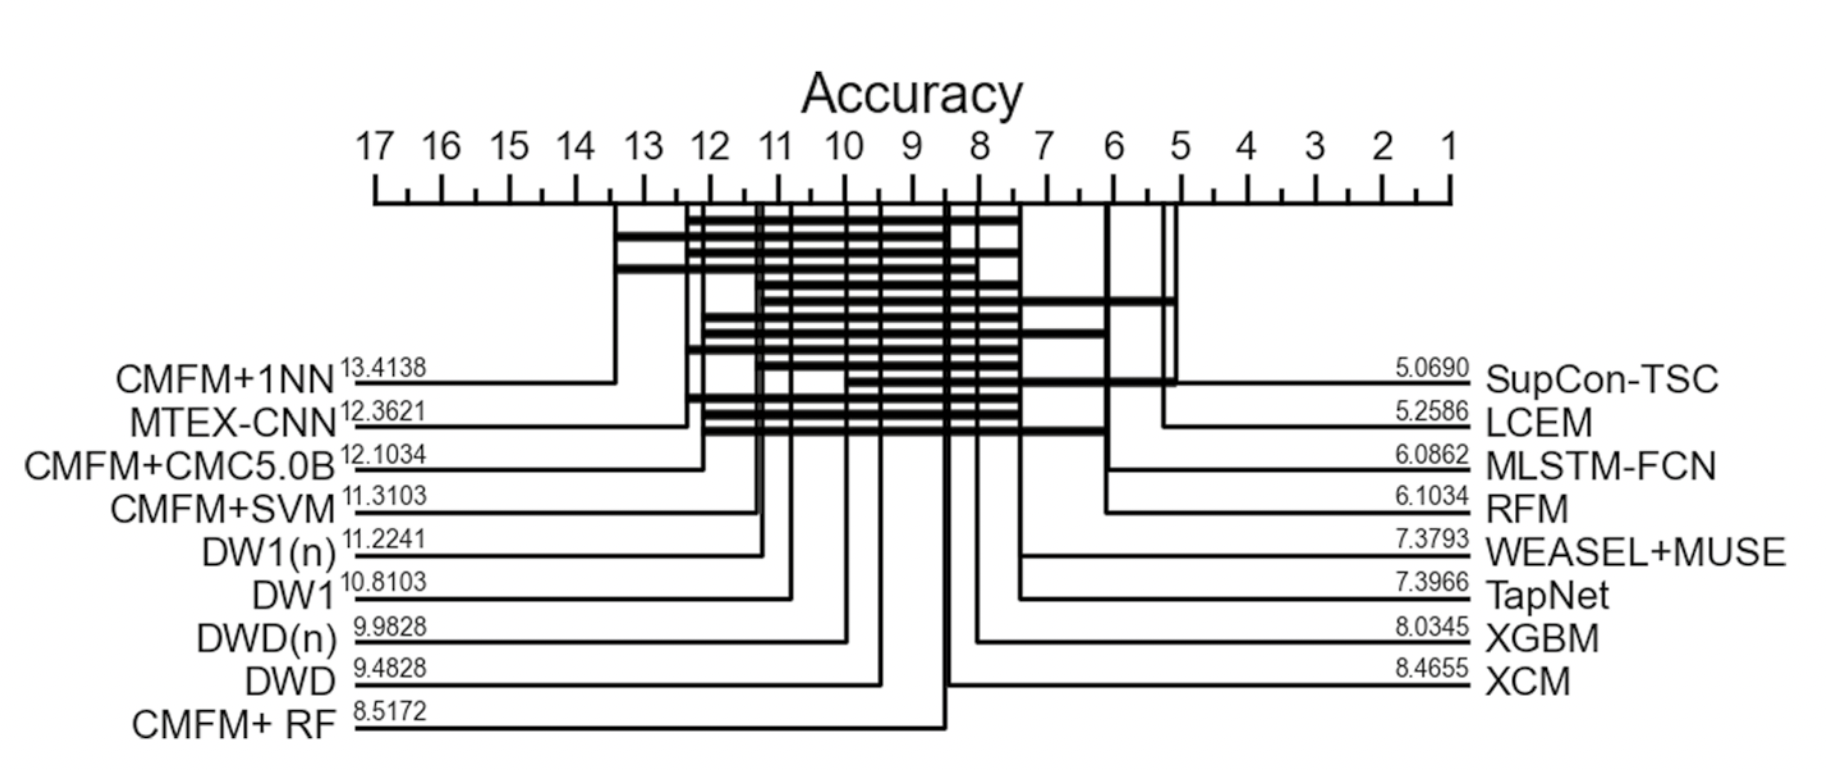 Accuracy
17 16 15 14 13 12 11 10 9 8 7 6 5 4 3 2 1
CMFM+1NN 13.4138 5.0690 SupCon-TSC
MTEX-CNN 12.3621 5.2586 LCEM
CMFM+CMC5.0B 12.1034 6.0862 MLSTM-FCN
CMFM+SVM 11.3103 6.1034 RFM
DW1(n) 11.2241 7.3793 WEASEL+MUSE
DW1 10.8103 7.3966 TapNet
DWD(n) 9.9828 8.0345 XGBM
DWD 9.4828 8.4655 XCM
CMFM+ RF 8.5172